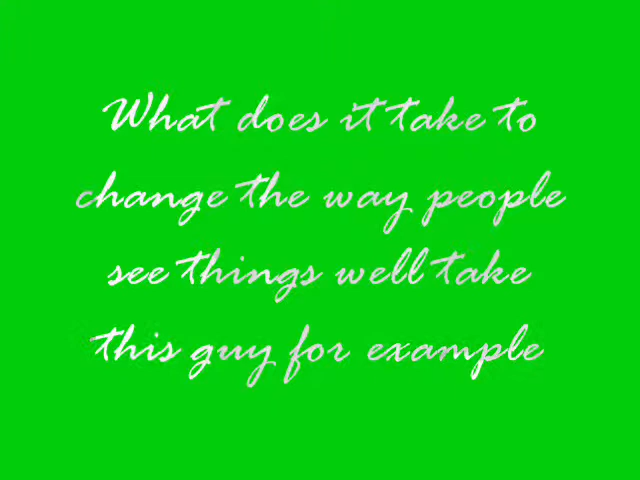 What does it take to
change the way people
see things well take
this guy for example